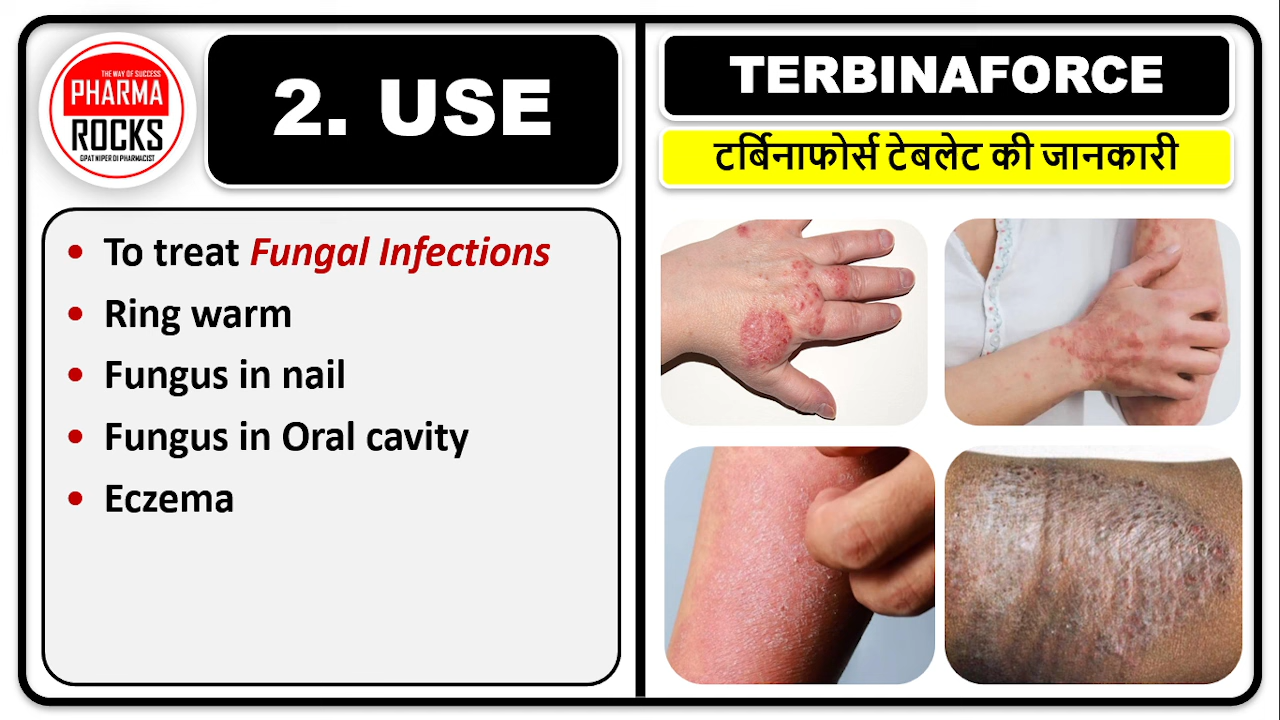 THE WAY OF SUCCESS
PHARMA
ROCKS
GPAT NIPER DI PHARMACIST
2. USE
• To treat Fungal Infections
• Ring warm
• Fungus in nail
• Fungus in Oral cavity
• Eczema
TERBINAFORCE
टर्बिनाफोर्स टेबलेट की जानकारी